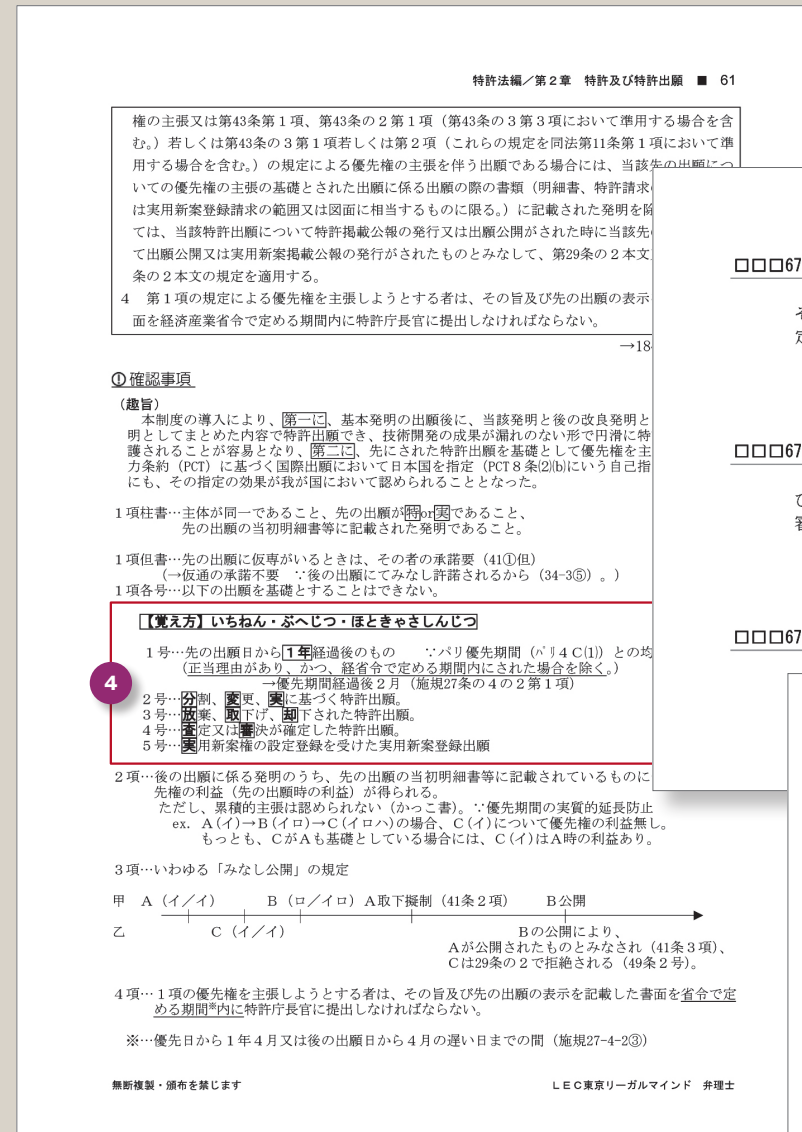 特許法編／第２章　特許及び特許出願　■　61
権の主張又は第43条第１項、第43条の２第１項（第43条の３第３項において準用する場合を含
む。）若しくは第43条の３第１項若しくは第２項（これらの規定を同法第11条第１項において準
用する場合を含む。）の規定による優先権の主張を伴う出願である場合には、当該先の出願につ
いての優先権の主張の基礎とされた出願に係る出願の際の書類（明細書、特許請求
は実用新案登録請求の範囲又は図面に相当するものに限る。）に記載された発明を除
ては、当該特許出願について特許掲載公報の発行又は出願公開がされた時に当該先
て出願公開又は実用新案掲載公報の発行がされたものとみなして、第29条の２本文
条の２本文の規定を適用する。
４　第１項の規定による優先権を主張しようとする者は、その旨及び先の出願の表示
面を経済産業省令で定める期間内に特許庁長官に提出しなければならない。
→18
①確認事項
（趣旨）
本制度の導入により、第一に、基本発明の出願後に、当該発明と後の改良発明と
明としてまとめた内容で特許出願でき、技術開発の成果が漏れのない形で円滑に特
護されることが容易となり、第二に、先にされた特許出願を基礎として優先権を主
力条約（PCT）に基づく国際出願において日本国を指定（PCT８条(2)(b)にいう自己指
にも、その指定の効果が我が国において認められることとなった。
１項柱書…主体が同一であること、先の出願が特or実であること、
先の出願の当初明細書等に記載された発明であること。
１項但書…先の出願に仮専がいるときは、その者の承諾要（41①但）
（→仮通の承諾不要　∵後の出願にてみなし許諾されるから（34-3⑤）。）
１項各号…以下の出願を基礎とすることはできない。
【覚え方】いちねん・ぶへじつ・ほときゃさしんじつ
１号…先の出願日から１年経過後のもの　∵パリ優先期間（パリ４Ｃ(1)）との均
（正当理由があり、かつ、経省令で定める期間内にされた場合を除く。）
→優先期間経過後２月（施規27条の４の２第１項）
4
２号…分割、変更、実に基づく特許出願。
３号…放棄、取下げ、却下された特許出願。
４号…査定又は審決が確定した特許出願。
５号…実用新案権の設定登録を受けた実用新案登録出願
２項…後の出願に係る発明のうち、先の出願の当初明細書等に記載されているものに
先権の利益（先の出願時の利益）が得られる。
ただし、累積的主張は認められない（かっこ書）。∵優先期間の実質的延長防止
ex.　Ａ(イ)→Ｂ(イロ)→Ｃ(イロハ)の場合、Ｃ(イ)について優先権の利益無し。
もっとも、ＣがＡも基礎としている場合には、Ｃ(イ)はＡ時の利益あり。
３項…いわゆる「みなし公開」の規定
甲　Ａ（イ／イ）　Ｂ（ロ／イロ）Ａ取下擬制（41条２項）　Ｂ公開
乙　Ｃ（イ／イ）　Ｂの公開により、
Ａが公開されたものとみなされ（41条３項）、
Ｃは29条の２で拒絶される（49条２号）。
４項…１項の優先権を主張しようとする者は、その旨及び先の出願の表示を記載した書面を省令で定
める期間※内に特許庁長官に提出しなければならない。
※…優先日から１年４月又は後の出願日から４月の遅い日までの間（施規27-4-2③）
無断複製・頒布を禁じます　ＬＥＣ東京リーガルマインド　弁理士
□□□67
□□□67
□□□67